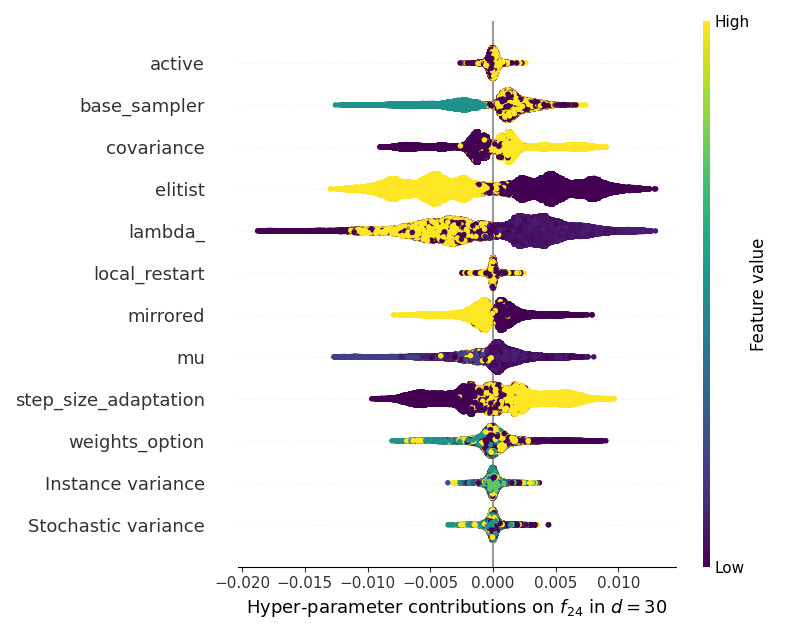 High
active
base_sampler
covariance
elitist
lambda_
local_restart
mirrored
mu
step_size_adaptation
weights_option
Instance variance
Stochastic variance
Feature value
Low
−0.020 −0.015 −0.010 −0.005 0.000 0.005 0.010
Hyper-parameter contributions on f₂₄ in d = 30